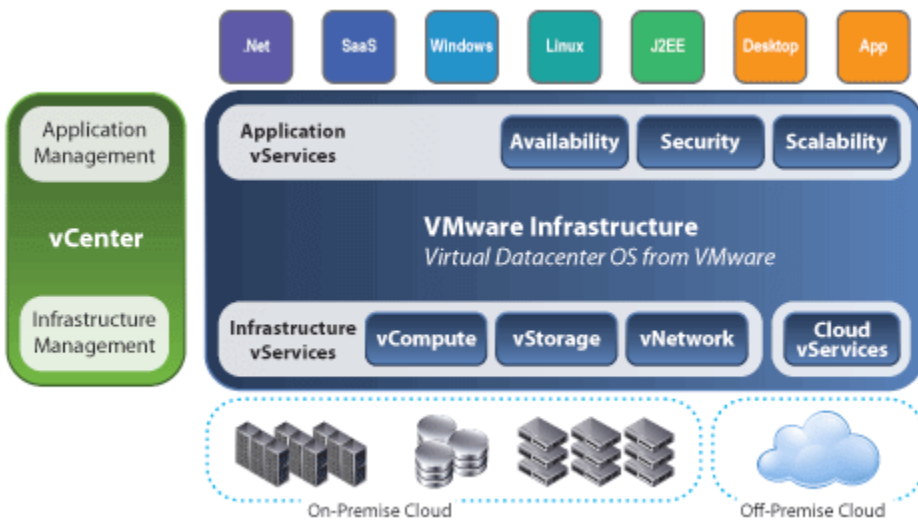 .Net
SaaS
Windows
Linux
J2EE
Desktop
App
Application
Management
vCenter
Infrastructure
Management
Application
vServices
Availability
Security
Scalability
VMware Infrastructure
Virtual Datacenter OS from VMware
Infrastructure
vServices
vCompute
vStorage
vNetwork
Cloud
vServices
On-Premise Cloud
Off-Premise Cloud